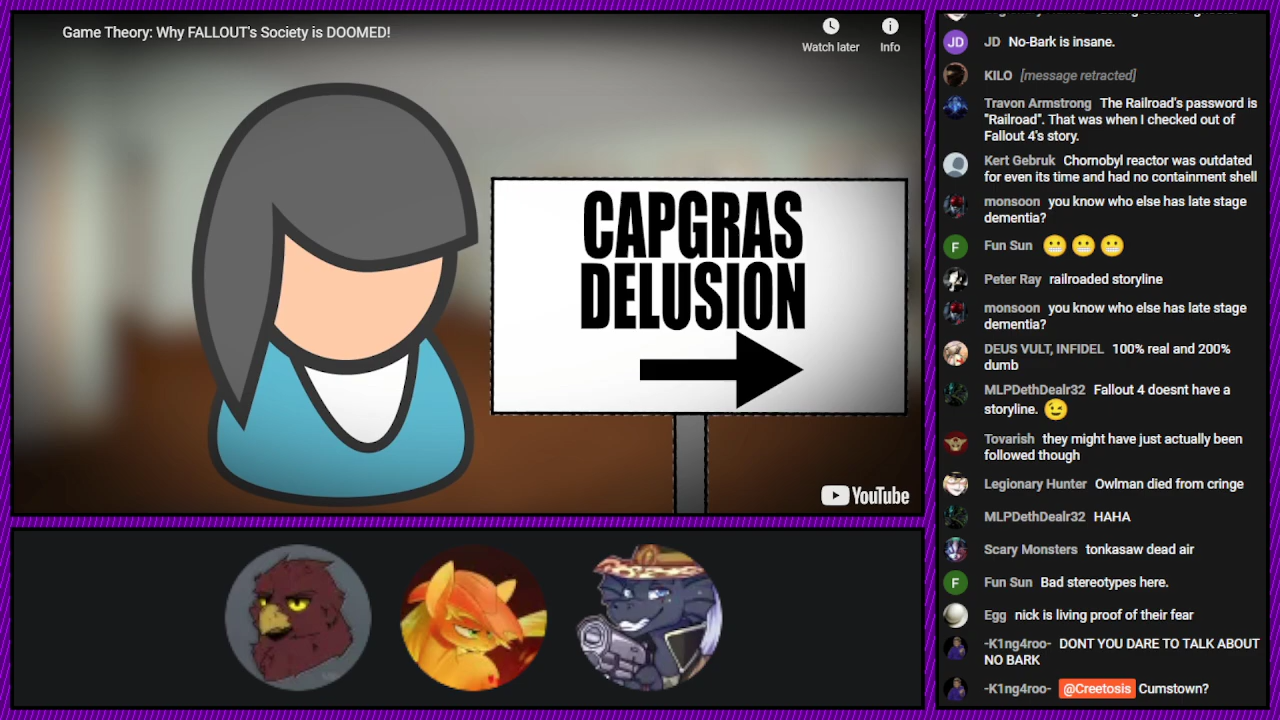 Game Theory: Why FALLOUT's Society is DOOMED!
Watch later
Info
CAPGRAS
DELUSION
YouTube
JD No-Bark is insane.
KILO [message retracted]
Travon Armstrong The Railroad's password is
"Railroad". That was when I checked out of
Fallout 4's story.
Kert Gebruk Chornobyl reactor was outdated
for even its time and had no containment shell
monsoon you know who else has late stage
dementia?
Fun Sun 😬😬😬
Peter Ray railroaded storyline
monsoon you know who else has late stage
dementia?
DEUS VULT, INFIDEL 100% real and 200%
dumb
MLPDethDealr32 Fallout 4 doesnt have a
storyline. 😉
Tovarish they might have just actually been
followed though
Legionary Hunter Owlman died from cringe
MLPDethDealr32 HAHA
Scary Monsters tonkasaw dead air
F Fun Sun Bad stereotypes here.
Egg nick is living proof of their fear
-K1ng4roo- DONT YOU DARE TO TALK ABOUT
NO BARK
-K1ng4roo- @Creetosis Cumstown?